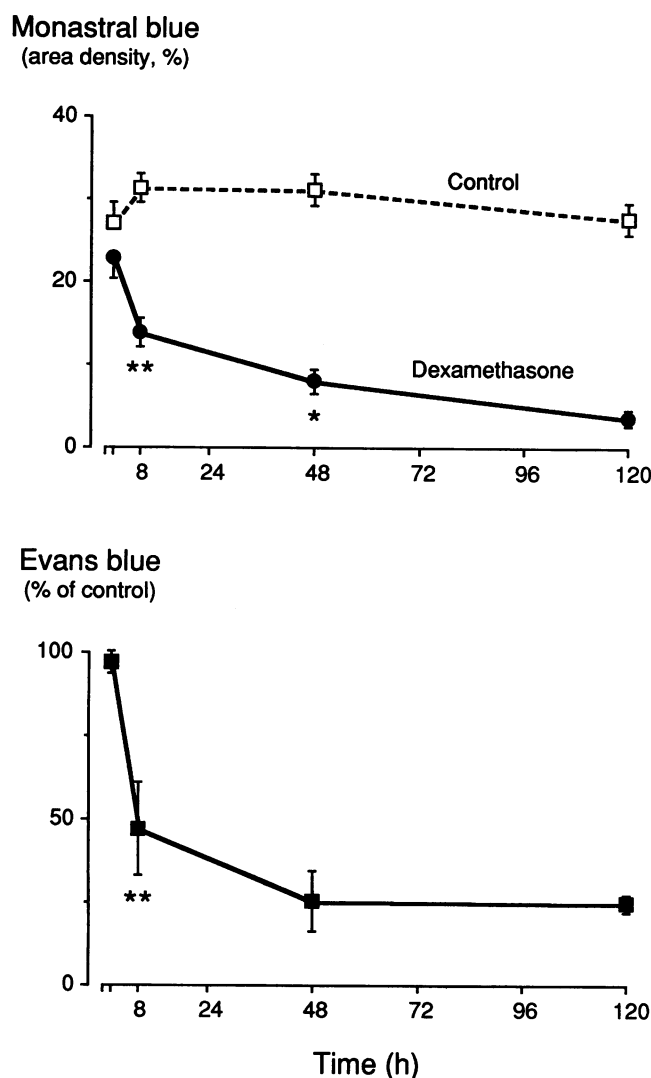 Monastral blue
(area density, %)
40
Control
20
Dexamethasone
**
*
0
8 24 48 72 96 120
Evans blue
(% of control)
100
50
**
0
8 24 48 72 96 120
Time (h)